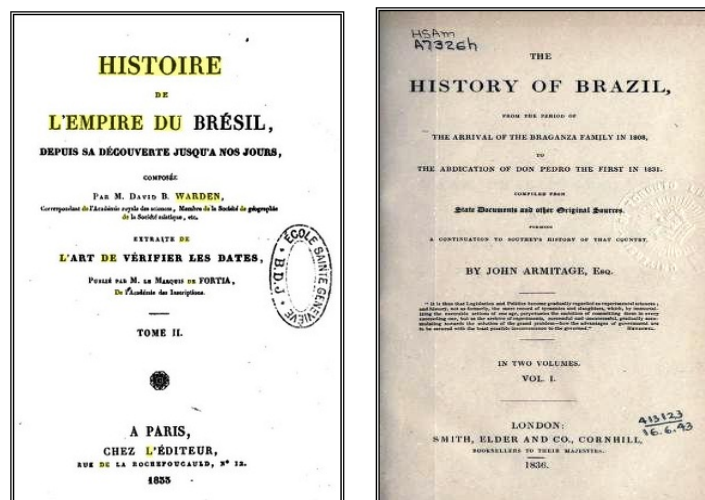 HISTOIRE
DE
L'EMPIRE DU BRÉSIL,
DEPUIS SA DÉCOUVERTE JUSQU'A NOS JOURS,
COMPOSÉE
PAR M. DAVID B. WARDEN,
Correspondant de l'Académie royale des sciences, Membre de la Société de géographie
de la Société asiatique, etc.
EXTRAITE DE
L'ART DE VÉRIFIER LES DATES,
PUBLIÉ PAR M. LE MARQUIS DE FORTIA,
De l'Académie des Inscriptions.
TOME II.
ÉCOLE SAINTE GENEVIÈVE
B.D.J
A PARIS,
CHEZ L'ÉDITEUR,
RUE DE LA ROCHEFOUCAULD, N° 12.
1833
HSAm
A7326h
THE
HISTORY OF BRAZIL,
FROM THE PERIOD OF
THE ARRIVAL OF THE BRAGANZA FAMILY IN 1808,
TO
THE ABDICATION OF DON PEDRO THE FIRST IN 1831.
COMPILED FROM
State Documents and other Original Sources.
FORMING
A CONTINUATION TO SOUTHEY'S HISTORY OF THAT COUNTRY.
BY JOHN ARMITAGE, ESQ.
IN TWO VOLUMES.
VOL. I.
LONDON:
SMITH, ELDER AND CO., CORNHILL,
BOOKSELLERS TO THEIR MAJESTIES.
1836.
413123
16.6.43